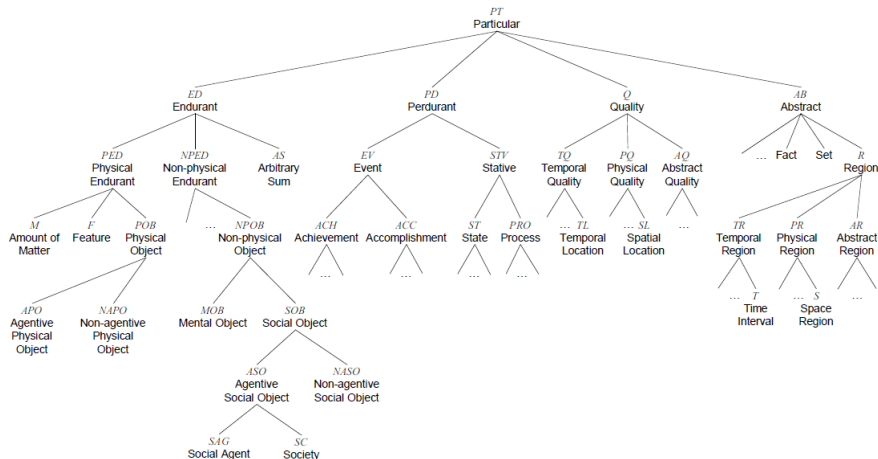 PT
Particular
ED
Endurant
PD
Perdurant
Q
Quality
AB
Abstract
PED
Physical
Endurant
NPED
Non-physical
Endurant
AS
Arbitrary
Sum
EV
Event
STV
Stative
TQ
Temporal
Quality
PQ
Physical
Quality
AQ
Abstract
Quality
...
Fact
Set
R
Region
M
Amount of
Matter
F
Feature
POB
Physical
Object
...
NPOB
Non-physical
Object
ACH
Achievement
...
ACC
Accomplishment
...
ST
State
...
PRO
Process
...
... TL
Temporal
Location
... SL
Spatial
Location
...
TR
Temporal
Region
PR
Physical
Region
AR
Abstract
Region
... T
Time
Interval
... S
Space
Region
...
APO
Agentive
Physical
Object
NAPO
Non-agentive
Physical
Object
MOB
Mental Object
SOB
Social Object
ASO
Agentive
Social Object
NASO
Non-agentive
Social Object
SAG
Social Agent
SC
Society